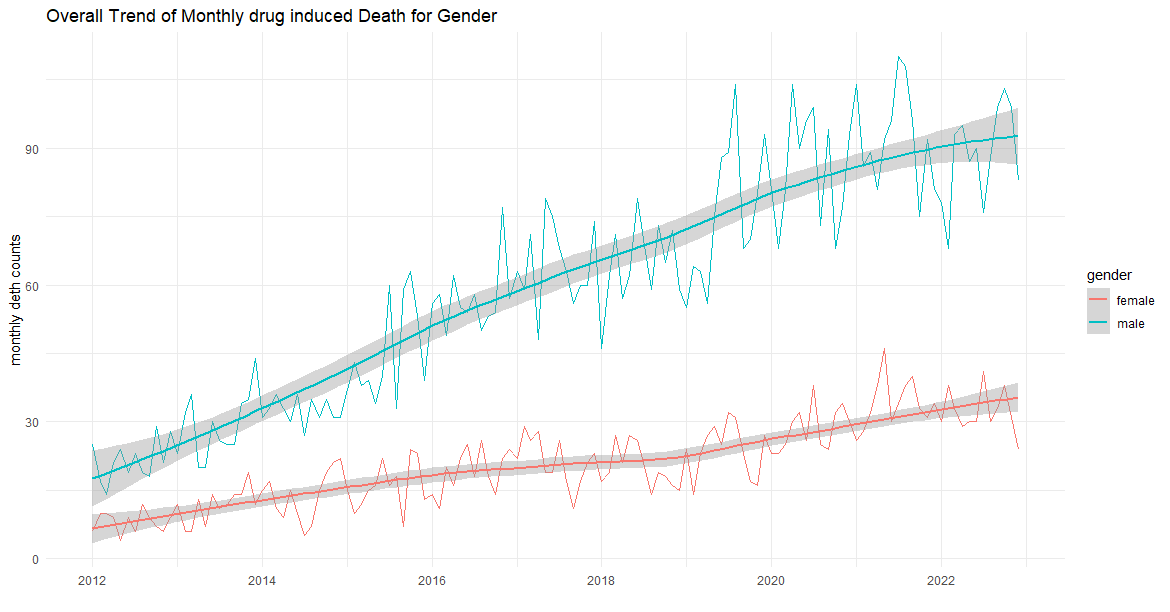 Overall Trend of Monthly drug induced Death for Gender
monthly deth counts
90
60
30
0
2012 2014 2016 2018 2020 2022
gender
female
male